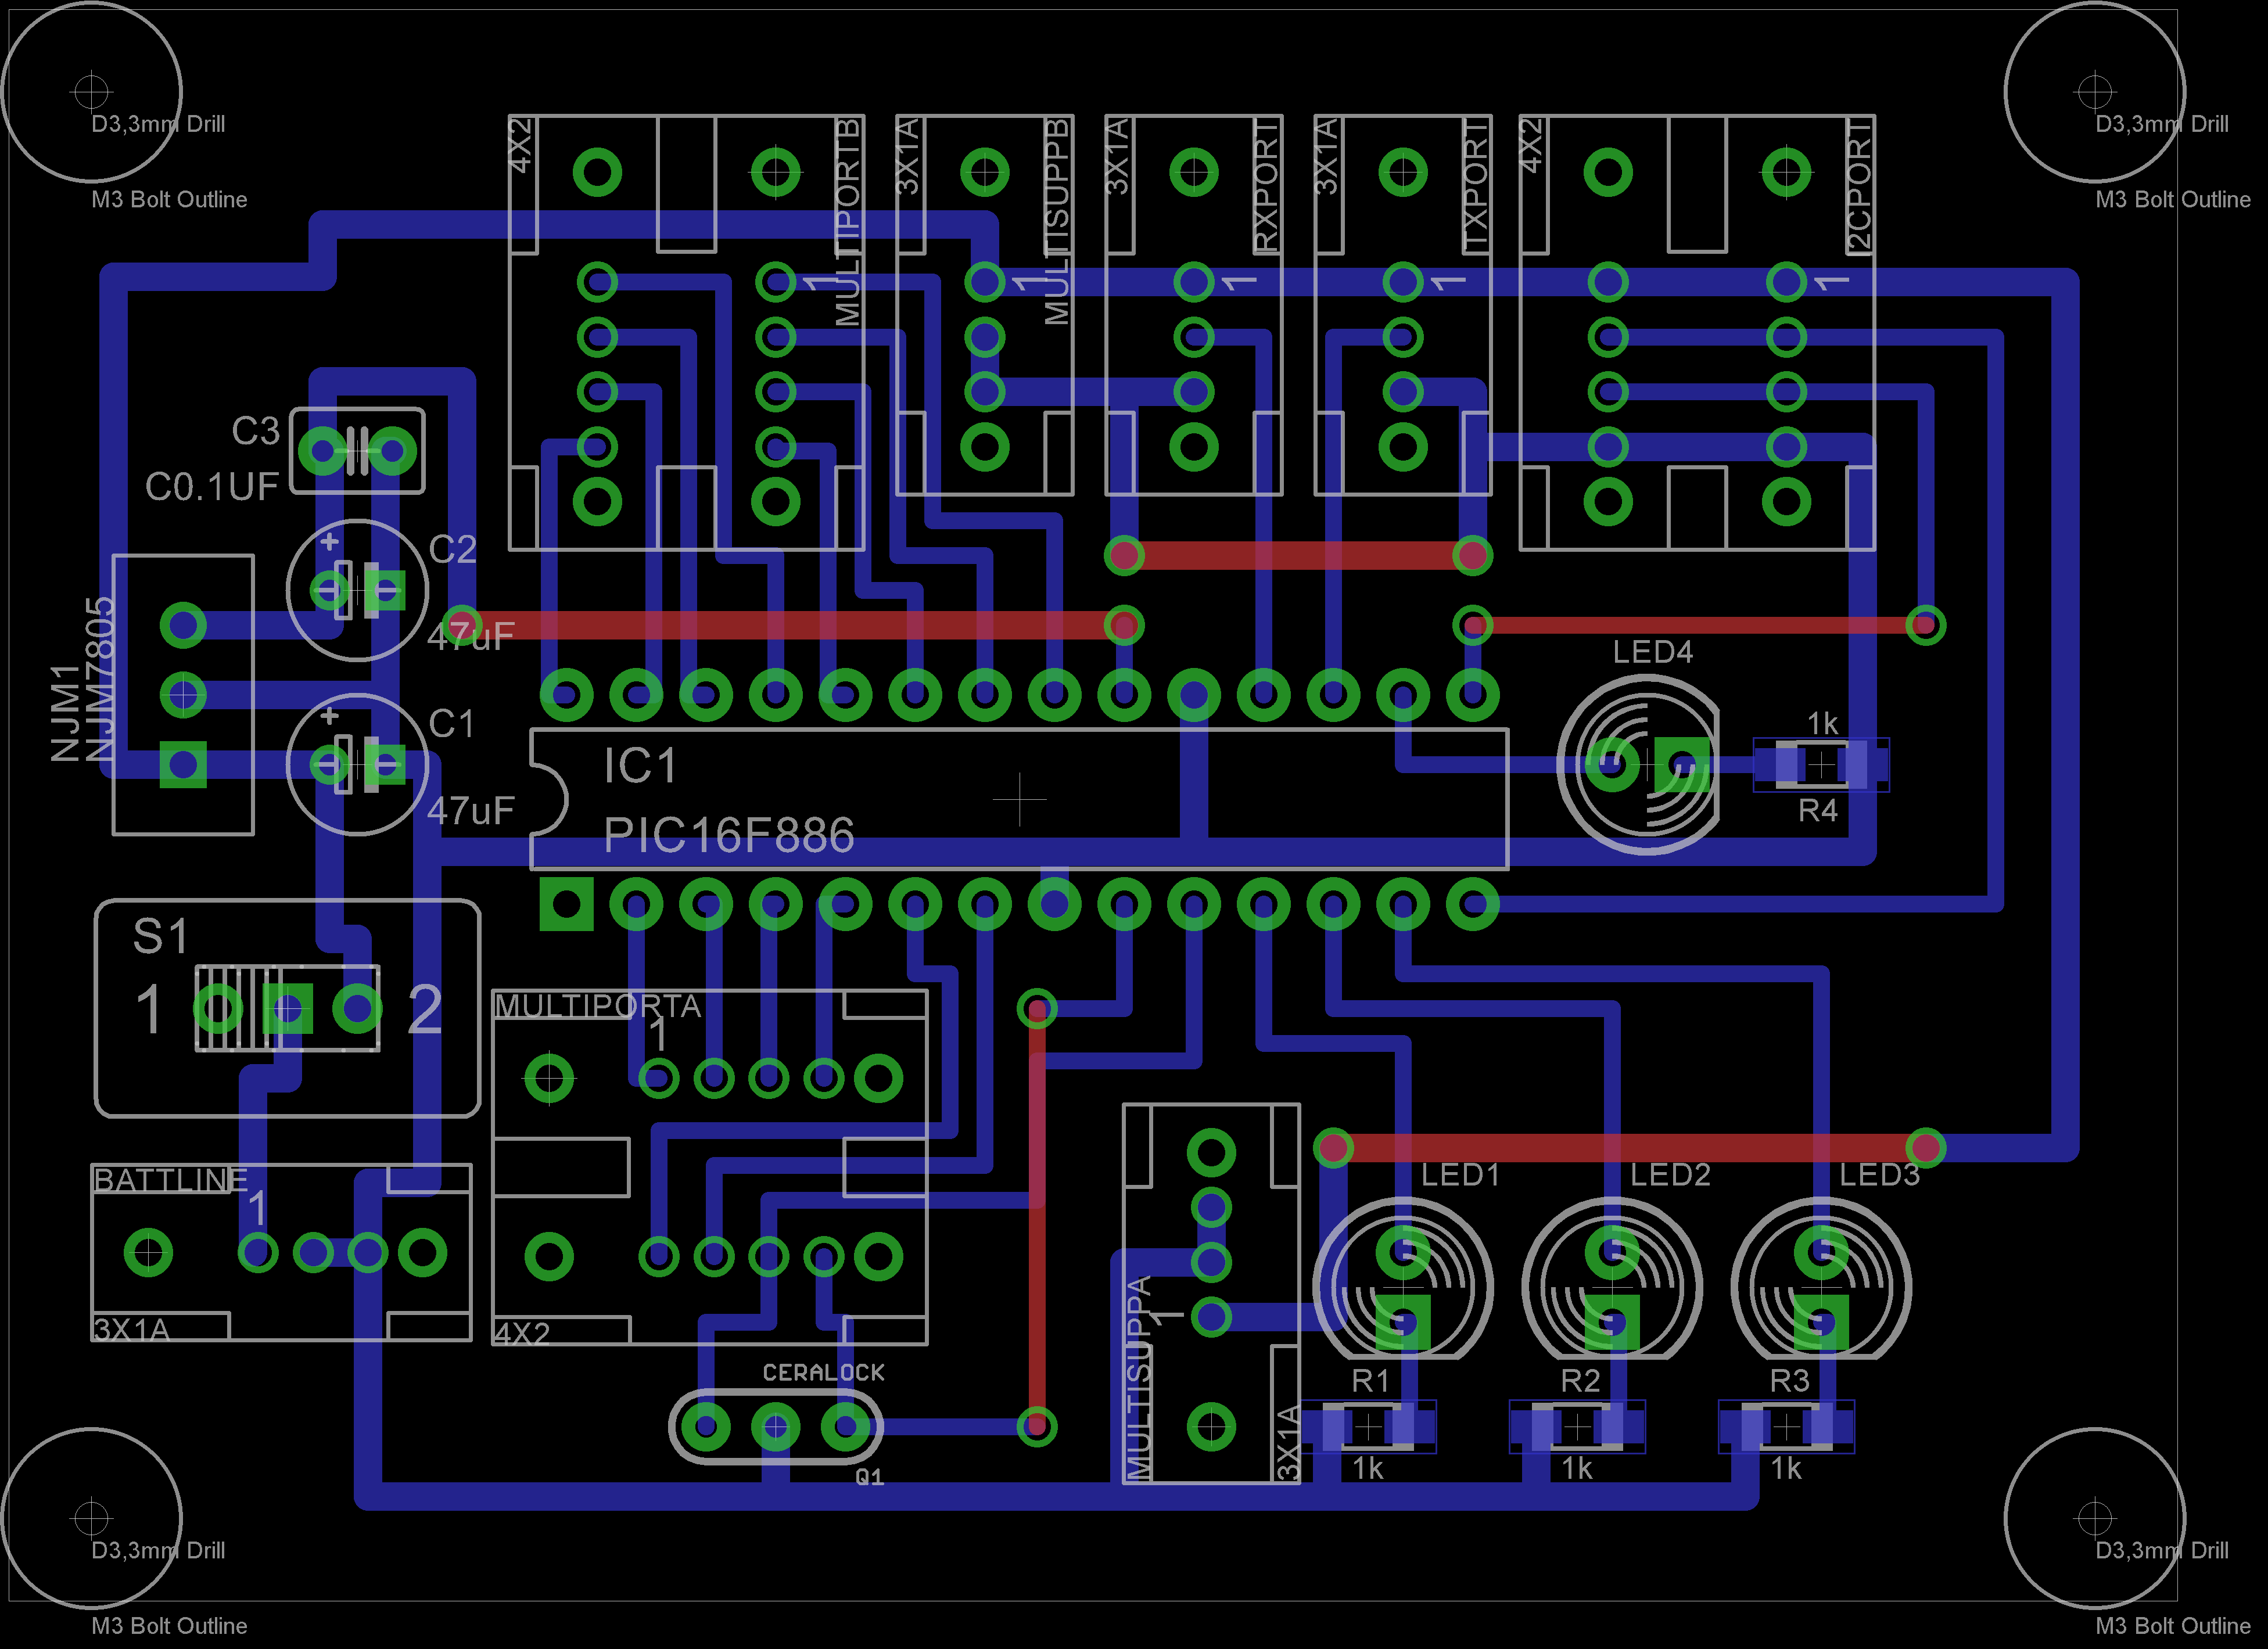 D3,3mm Drill
M3 Bolt Outline
D3,3mm Drill
M3 Bolt Outline
4X2
MULTIPORTB
1
3X1A
MULTISUPPB
1
3X1A
RXPORT
1
3X1A
TXPORT
1
4X2
I2CPORT
1
C3
C0.1UF
+
C2
47uF
NJM1
NJM7805
+
C1
47uF
LED4
1k
R4
IC1
PIC16F886
S1
1
2
MULTIPORTA
1
4X2
BATTLINE
1
3X1A
CERALOCK
Q1
MULTISUPPA
1
3X1A
LED1
LED2
LED3
R1
R2
R3
1k
1k
1k
D3,3mm Drill
M3 Bolt Outline
D3,3mm Drill
M3 Bolt Outline